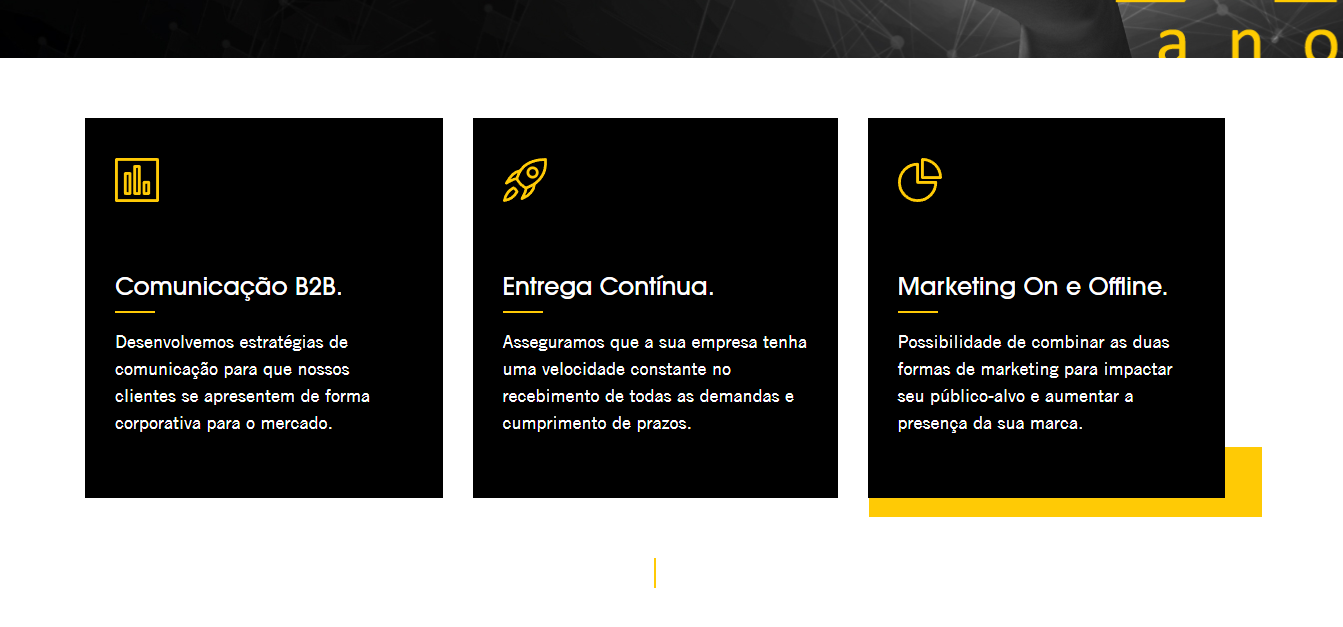 ano
Comunicação B2B.
Desenvolvemos estratégias de
comunicação para que nossos
clientes se apresentem de forma
corporativa para o mercado.
Entrega Contínua.
Asseguramos que a sua empresa tenha
uma velocidade constante no
recebimento de todas as demandas e
cumprimento de prazos.
Marketing On e Offline.
Possibilidade de combinar as duas
formas de marketing para impactar
seu público-alvo e aumentar a
presença da sua marca.